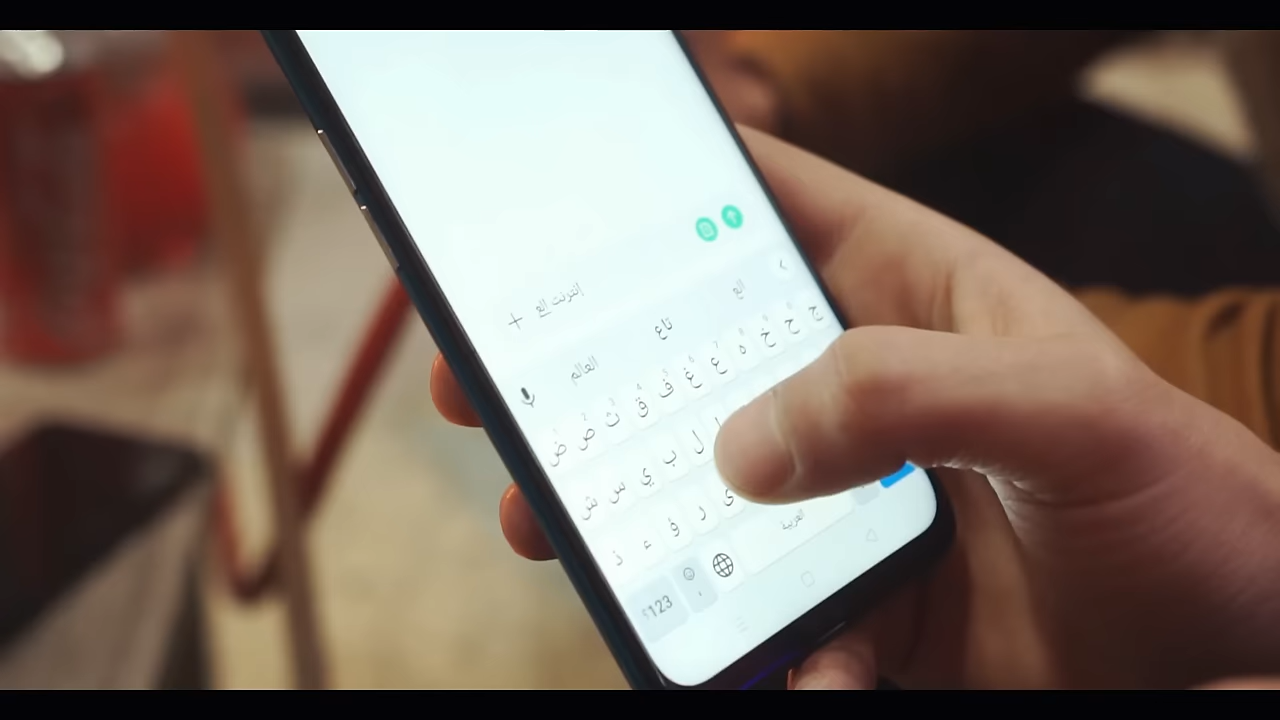 إنترنت الع
الع تاع العالم
ج ح خ ه ع غ ف ق ث ص ض
ل ب ي س ش
ى ر ؤ ء ذ
العربية ، ؟123